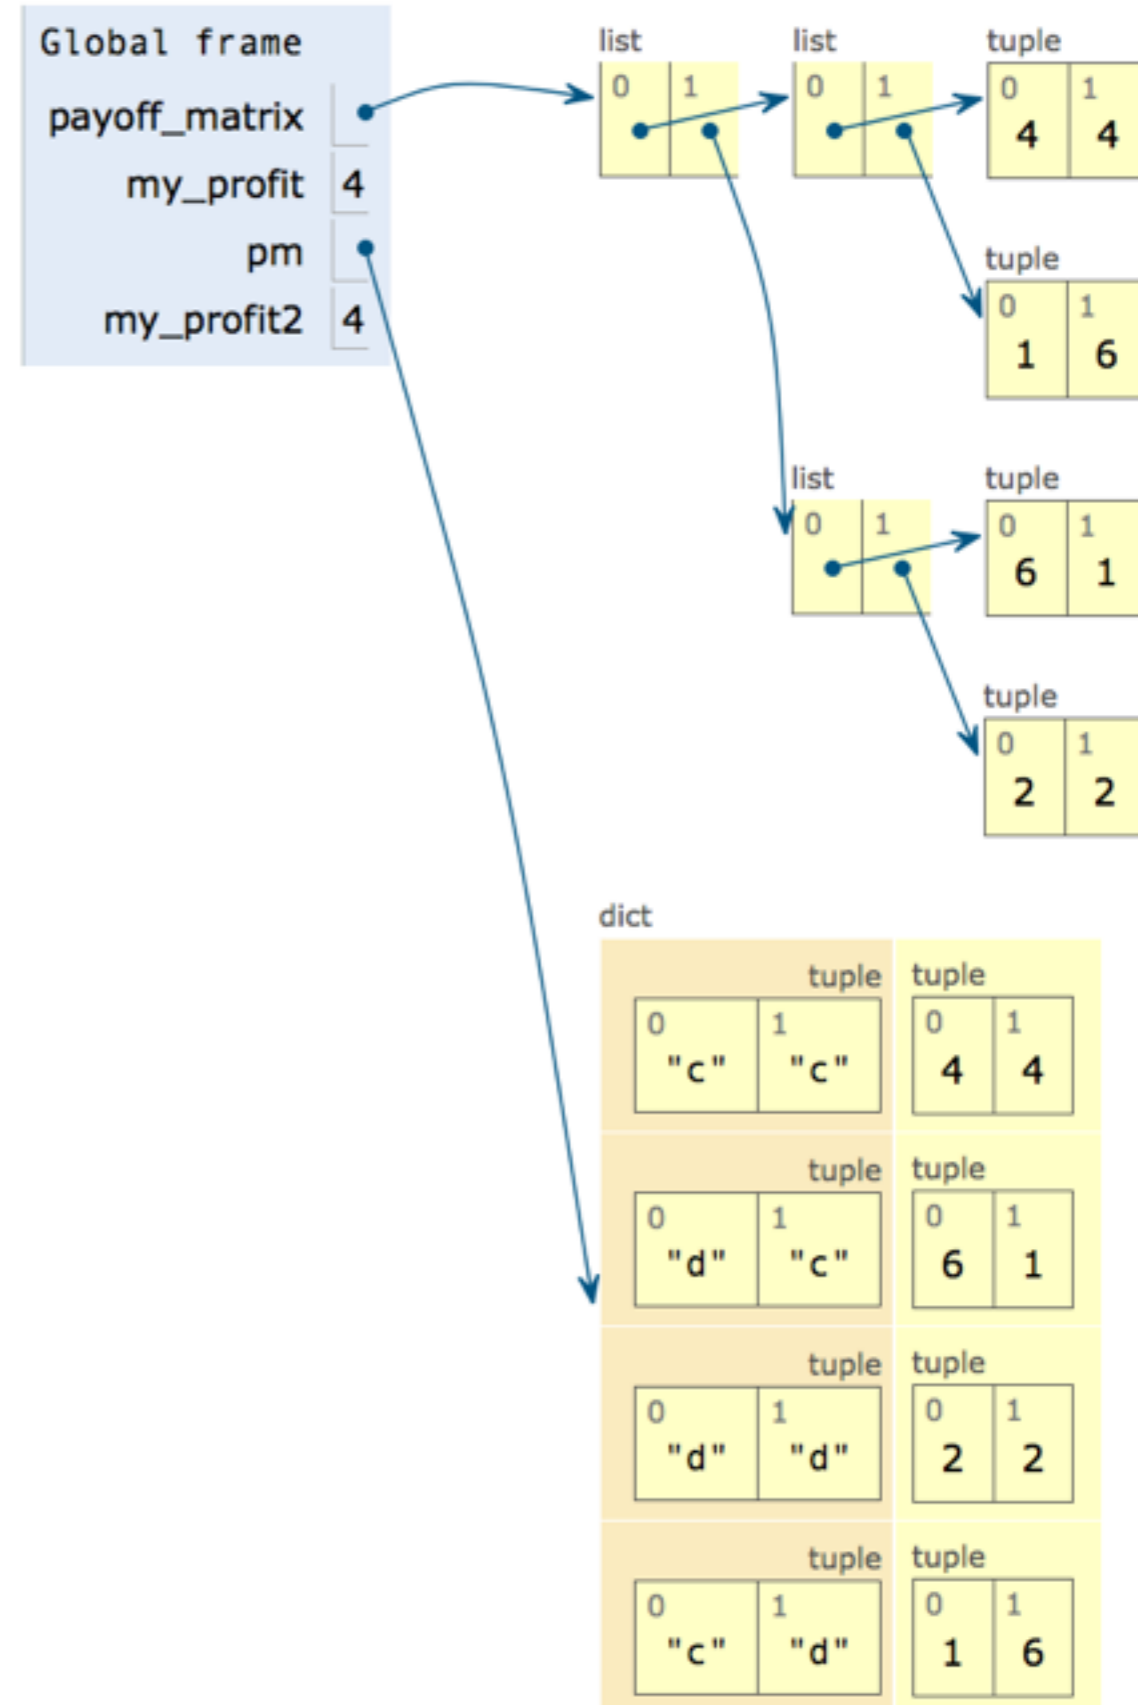 Global frame
payoff_matrix
my_profit 4
pm
my_profit2 4
list list tuple
0 1 0 1 0 1
4 4
tuple
0 1
1 6
list tuple
0 1 0 1
6 1
tuple
0 1
2 2
dict
tuple tuple
0 1 0 1
"c" "c" 4 4
tuple tuple
0 1 0 1
"d" "c" 6 1
tuple tuple
0 1 0 1
"d" "d" 2 2
tuple tuple
0 1 0 1
"c" "d" 1 6